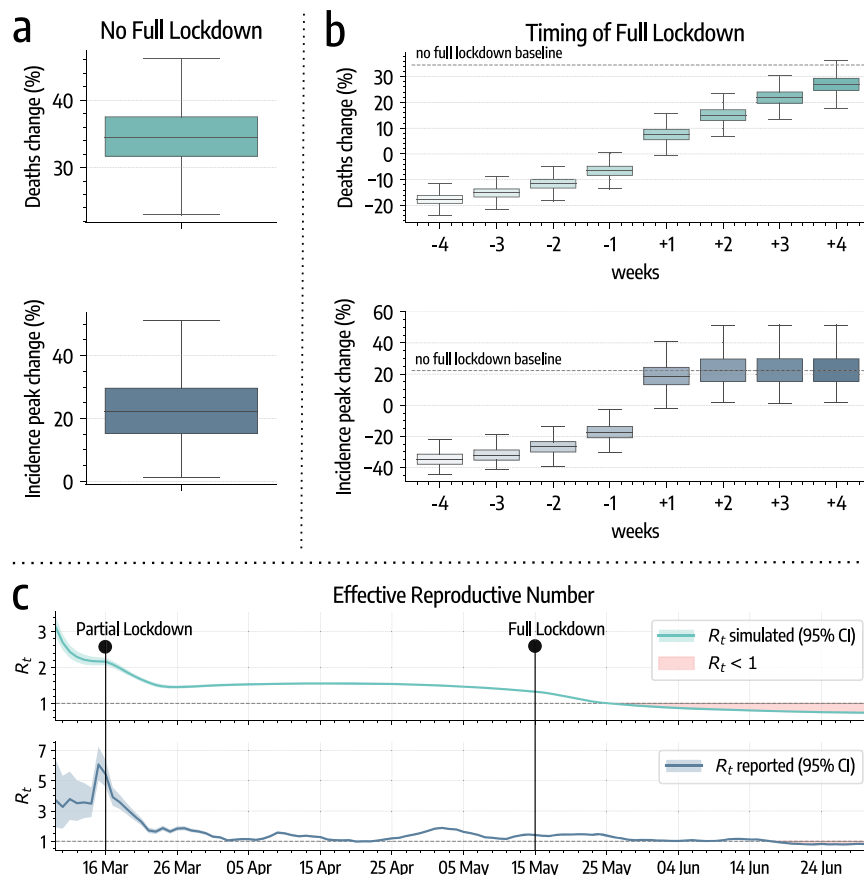 a
No Full Lockdown
Deaths change (%)
40
30
Incidence peak change (%)
40
20
0
b
Timing of Full Lockdown
no full lockdown baseline
Deaths change (%)
30
20
10
0
−10
−20
-4 -3 -2 -1 +1 +2 +3 +4
weeks
no full lockdown baseline
Incidence peak change (%)
60
40
20
0
−20
−40
-4 -3 -2 -1 +1 +2 +3 +4
weeks
c
Effective Reproductive Number
Partial Lockdown
Full Lockdown
Rt simulated (95% CI)
Rt < 1
Rt
3
2
1
Rt reported (95% CI)
Rt
7
5
3
1
16 Mar 26 Mar 05 Apr 15 Apr 25 Apr 05 May 15 May 25 May 04 Jun 14 Jun 24 Jun